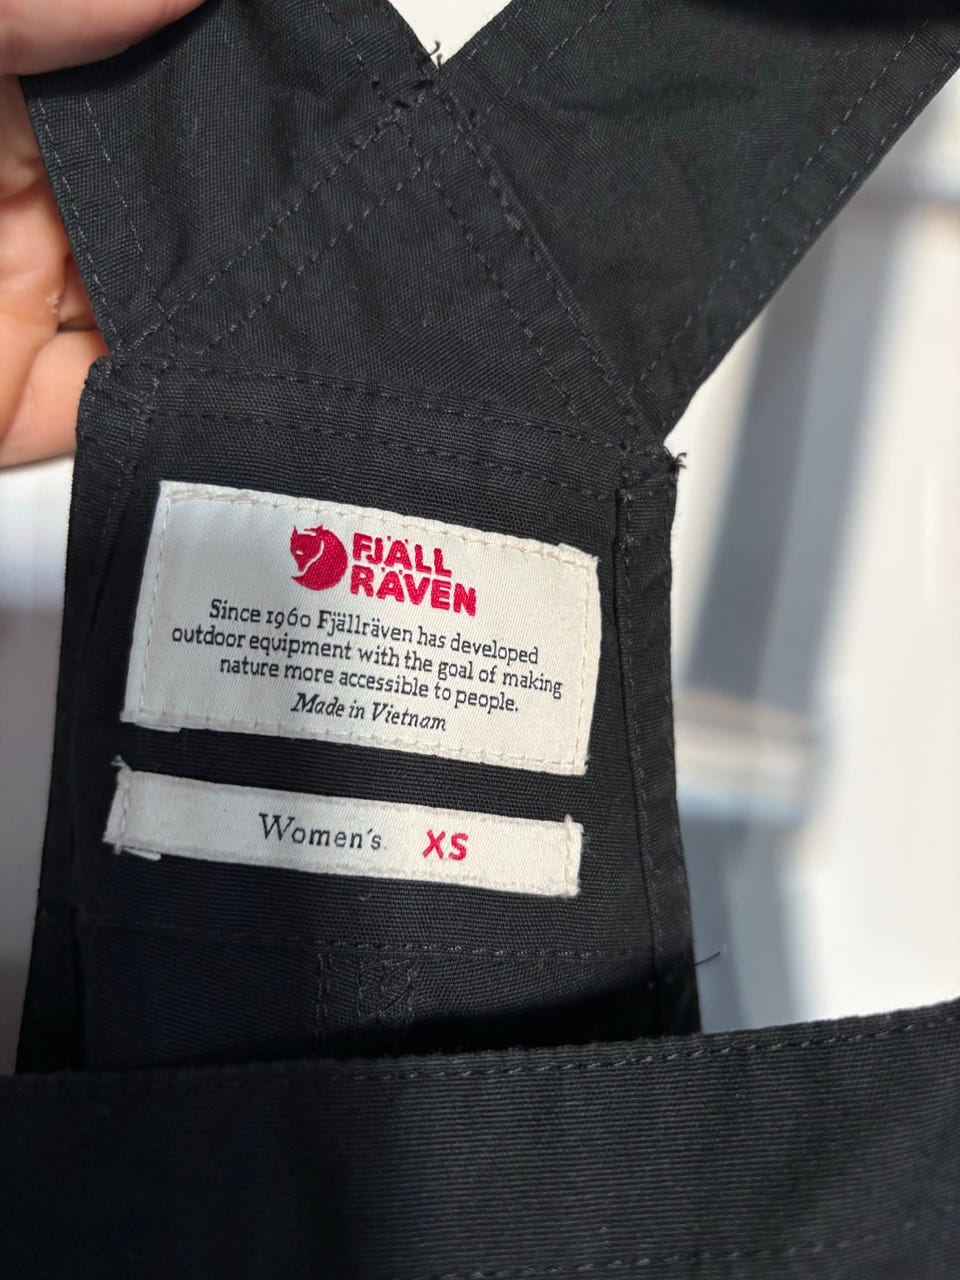 FJÄLL
RÄVEN
Since 1960 Fjällräven has developed
outdoor equipment with the goal of making
nature more accessible to people.
Made in Vietnam
Women's XS